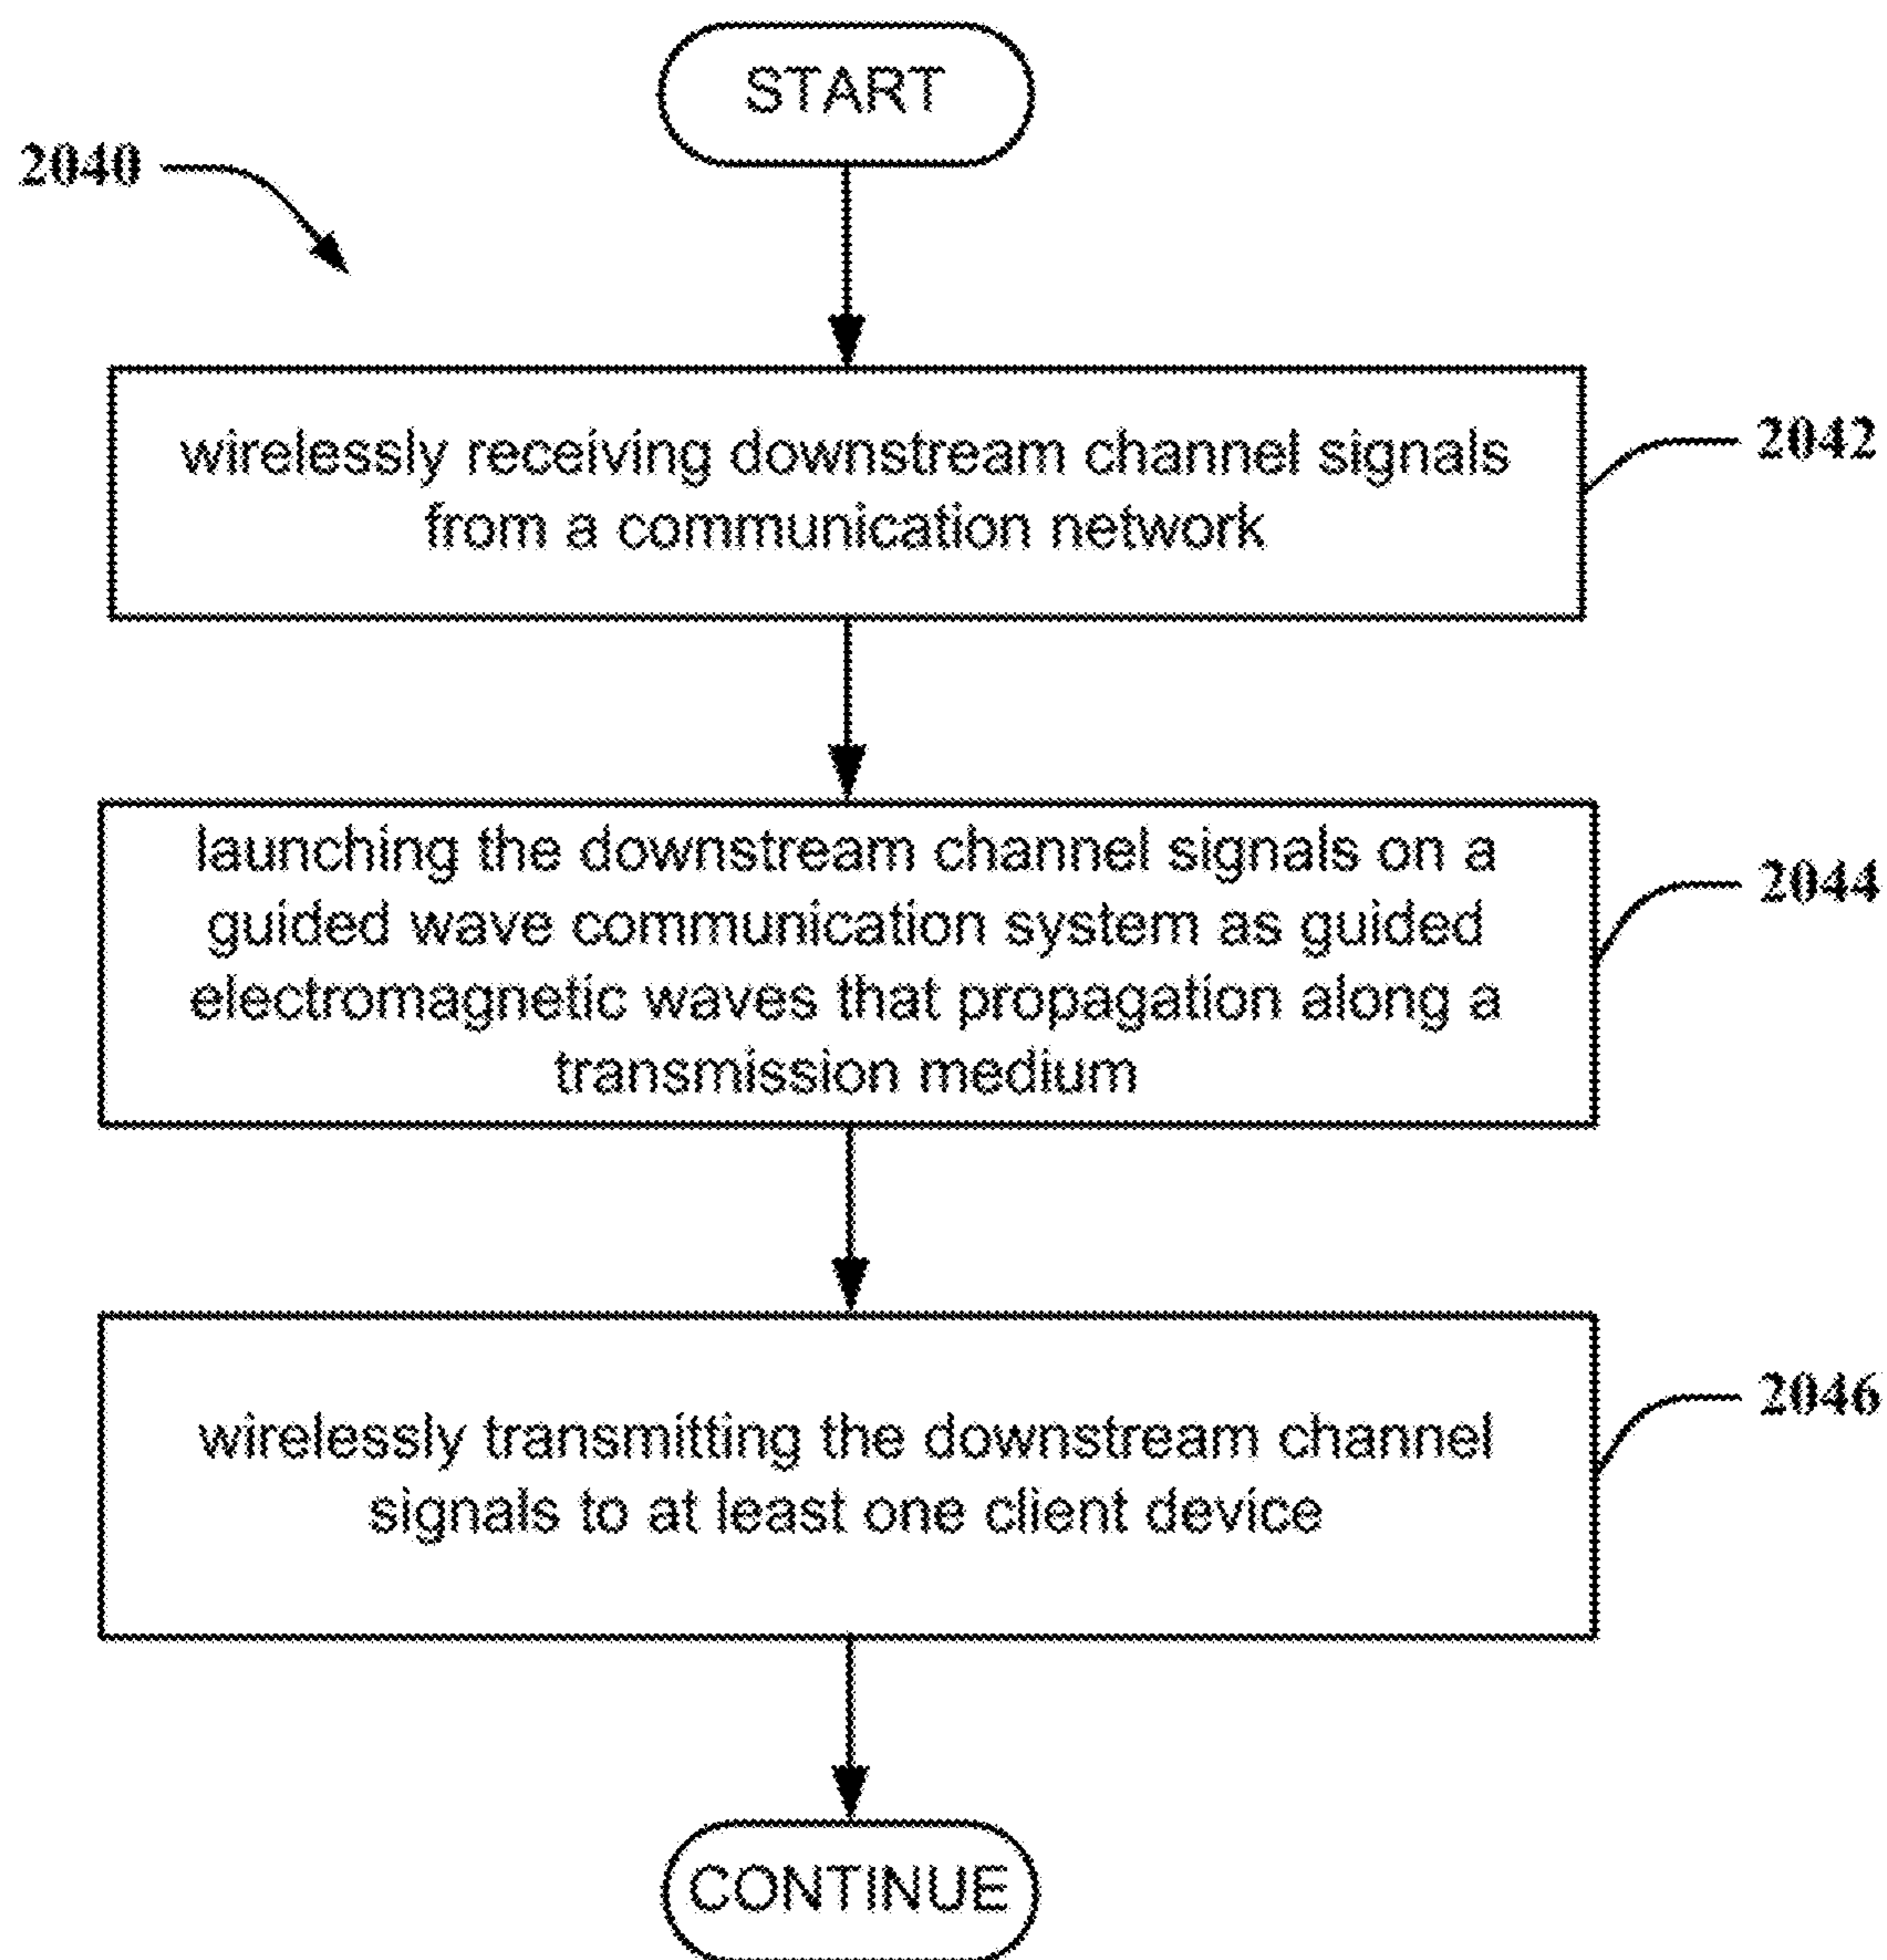 START
2040
wirelessly receiving downstream channel signals
from a communication network
2042
launching the downstream channel signals on a
guided wave communication system as guided
electromagnetic waves that propagation along a
transmission medium
2044
wirelessly transmitting the downstream channel
signals to at least one client device
2046
CONTINUE